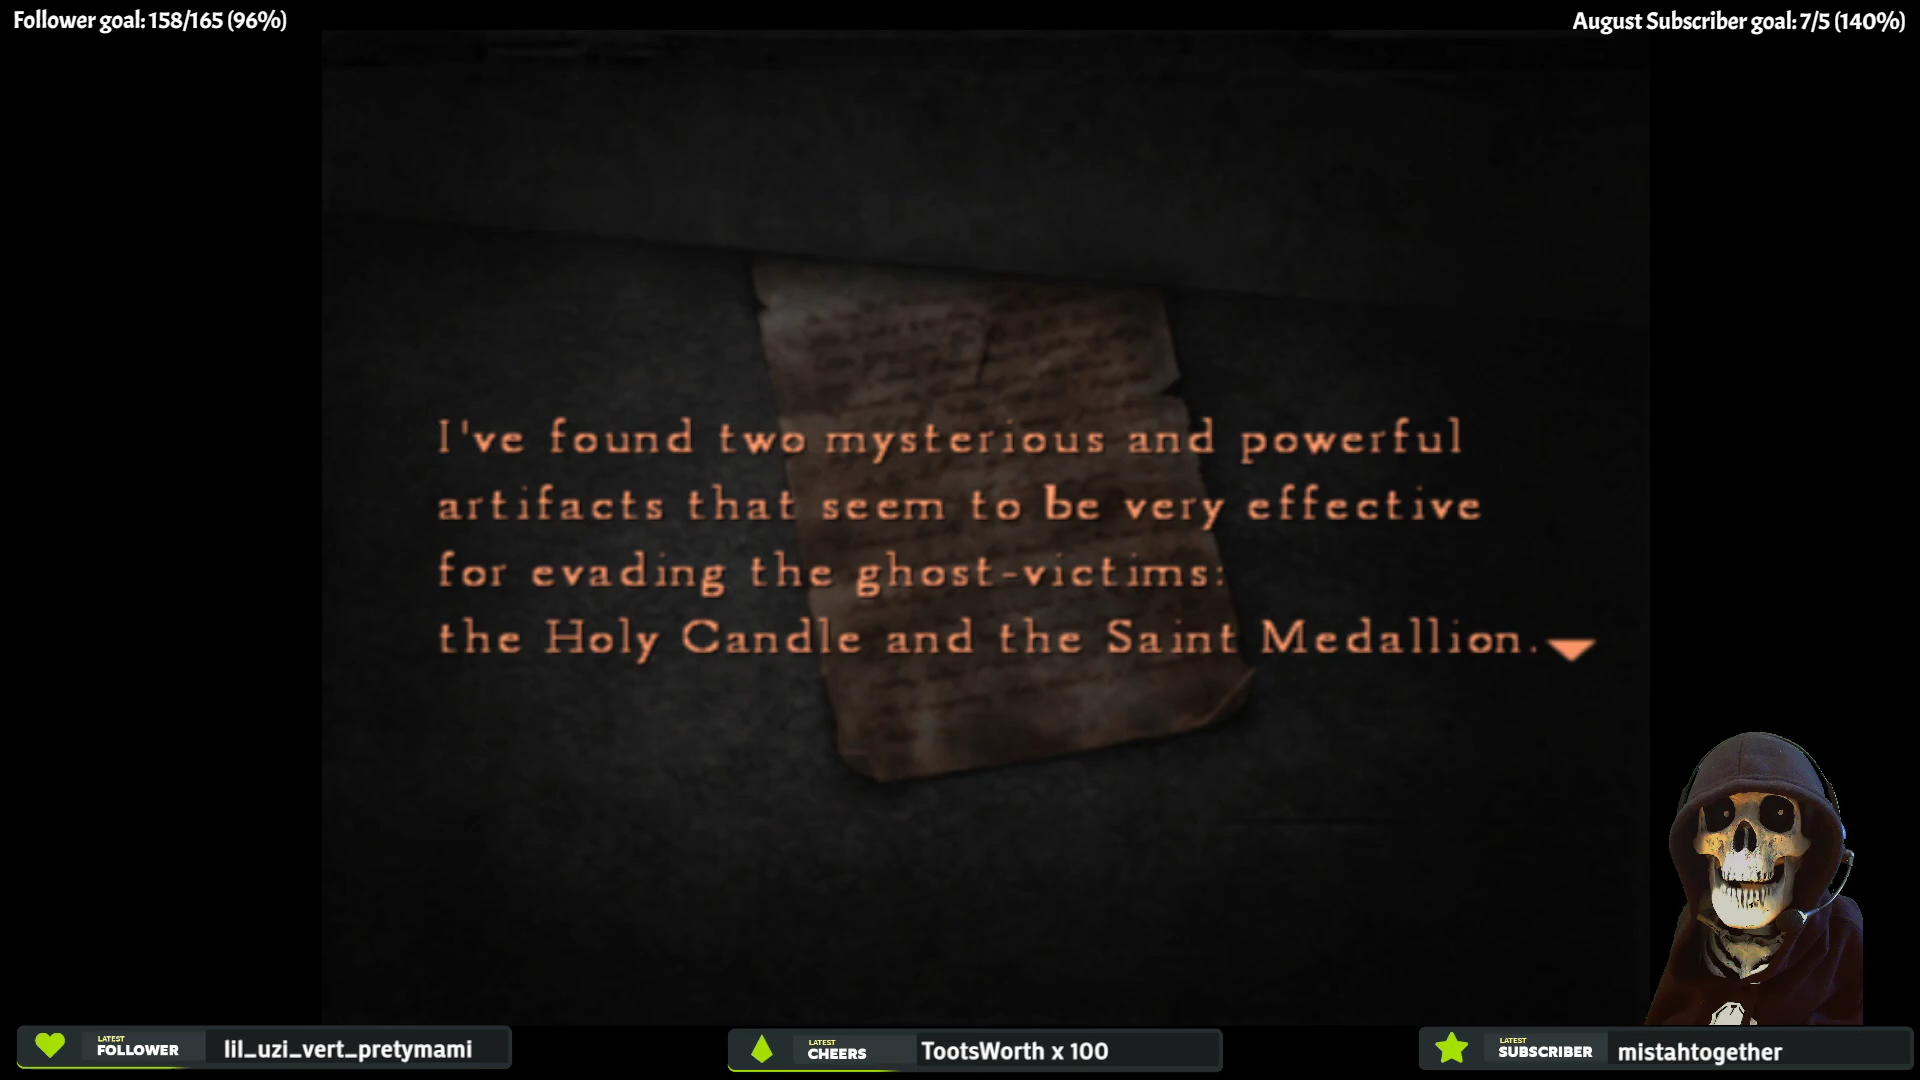 Follower goal: 158/165 (96%)
August Subscriber goal: 7/5 (140%)
I've found two mysterious and powerful
artifacts that seem to be very effective
for evading the ghost-victims:
the Holy Candle and the Saint Medallion.
LATEST
FOLLOWER
lil_uzi_vert_pretymami
LATEST
CHEERS
TootsWorth x 100
LATEST
SUBSCRIBER
mistahtogether